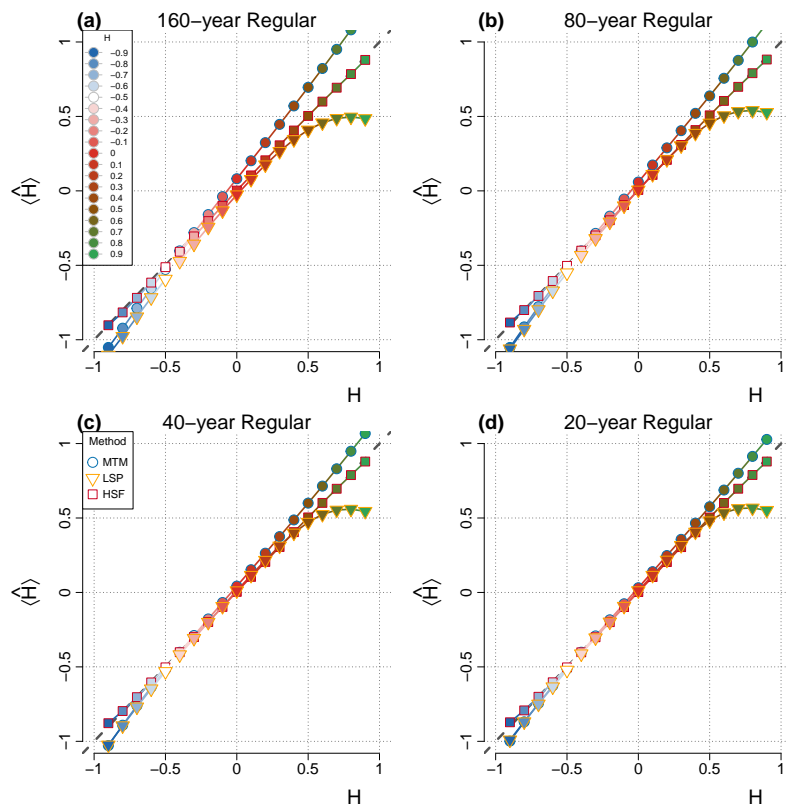 (a) 160−year Regular
H
−0.9
−0.8
−0.7
−0.6
−0.5
−0.4
−0.3
−0.2
−0.1
0
0.1
0.2
0.3
0.4
0.5
0.6
0.7
0.8
0.9
1
0.5
0
−0.5
−1
⟨Ĥ⟩
−1 −0.5 0 0.5 1
H
(b) 80−year Regular
1
0.5
0
−0.5
−1
⟨Ĥ⟩
−1 −0.5 0 0.5 1
H
(c) 40−year Regular
Method
MTM
LSP
HSF
1
0.5
0
−0.5
−1
⟨Ĥ⟩
−1 −0.5 0 0.5 1
H
(d) 20−year Regular
1
0.5
0
−0.5
−1
⟨Ĥ⟩
−1 −0.5 0 0.5 1
H